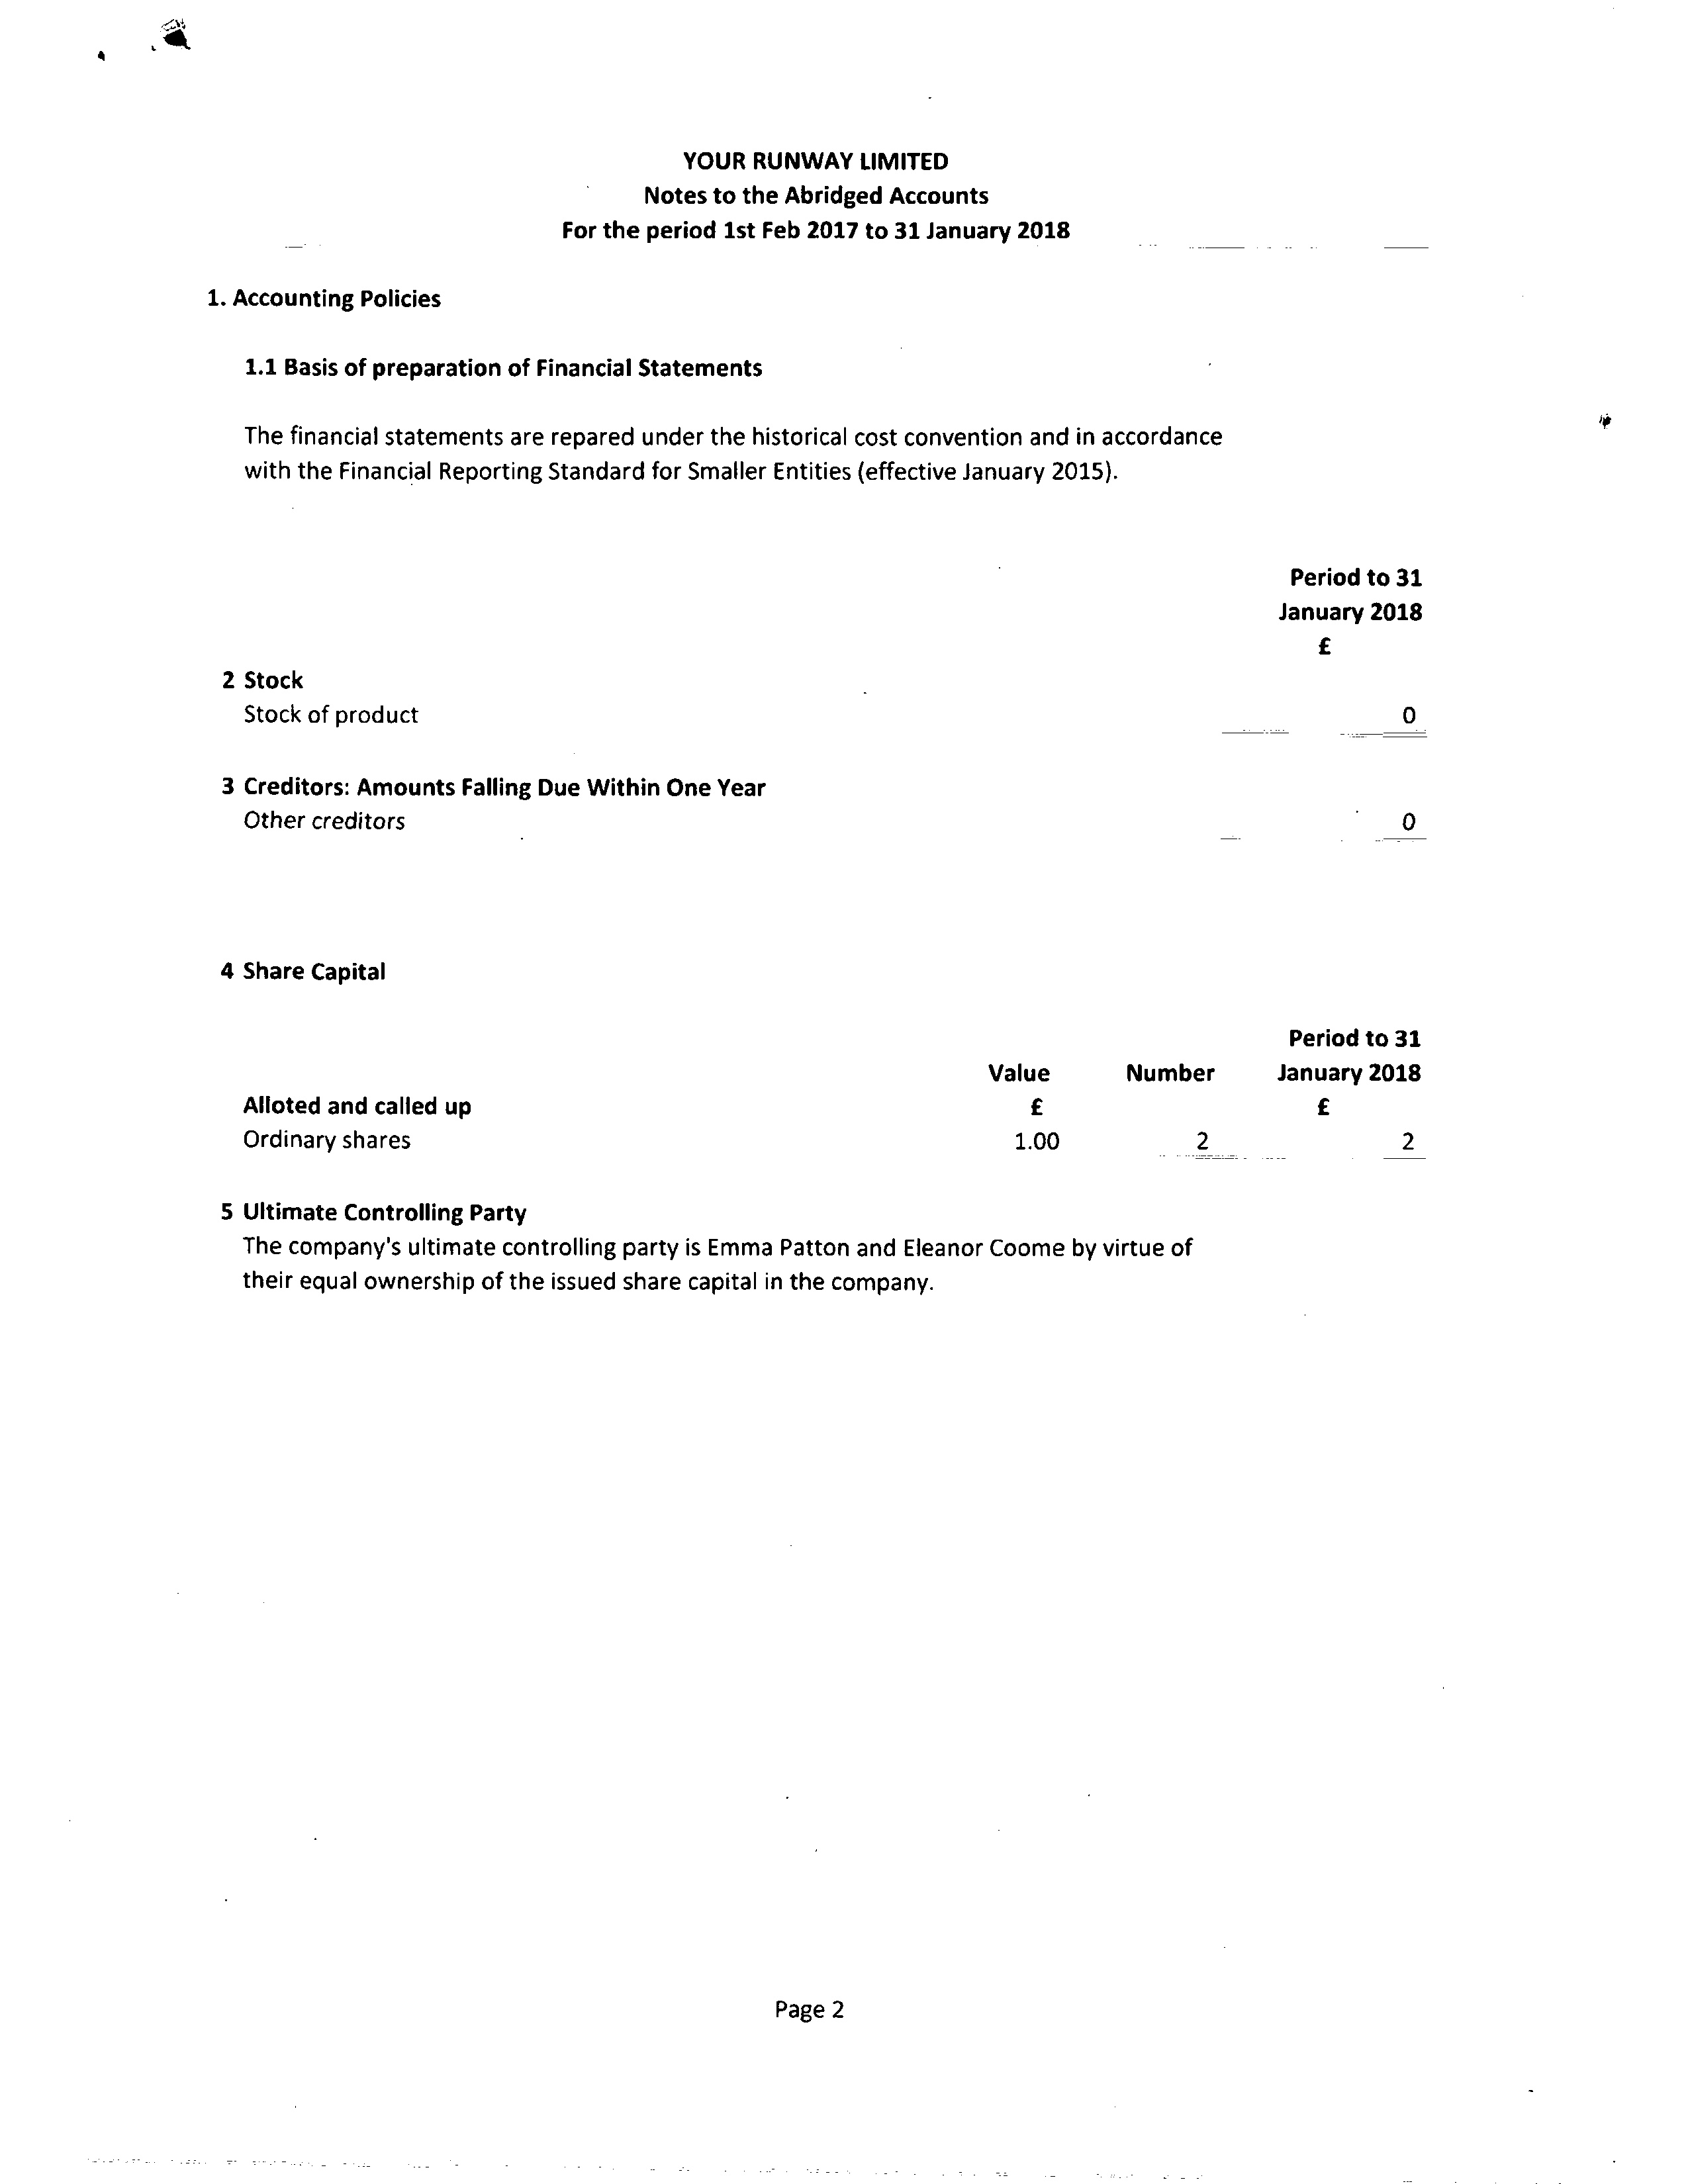 YOUR RUNWAY LIMITED
Notes to the Abridged Accounts
For the period 1st Feb 2017 to 31 January 2018
1. Accounting Policies
1.1 Basis of preparation of Financial Statements
The financial statements are repared under the historical cost convention and in accordance
with the Financial Reporting Standard for Smaller Entities (effective January 2015).
Period to 31
January 2018
£
2 Stock
Stock of product 0
3 Creditors: Amounts Falling Due Within One Year
Other creditors 0
4 Share Capital
Period to 31
Value Number January 2018
Alloted and called up £ £
Ordinary shares 1.00 2 2
5 Ultimate Controlling Party
The company's ultimate controlling party is Emma Patton and Eleanor Coome by virtue of
their equal ownership of the issued share capital in the company.
Page 2